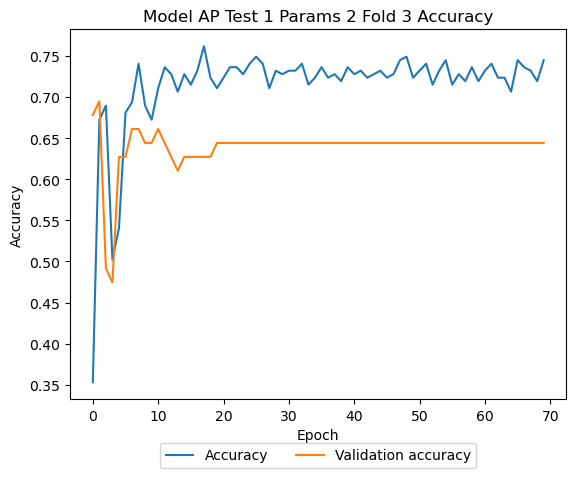 Model AP Test 1 Params 2 Fold 3 Accuracy
Accuracy
0.75
0.70
0.65
0.60
0.55
0.50
0.45
0.40
0.35
0 10 20 30 40 50 60 70
Epoch
Accuracy Validation accuracy